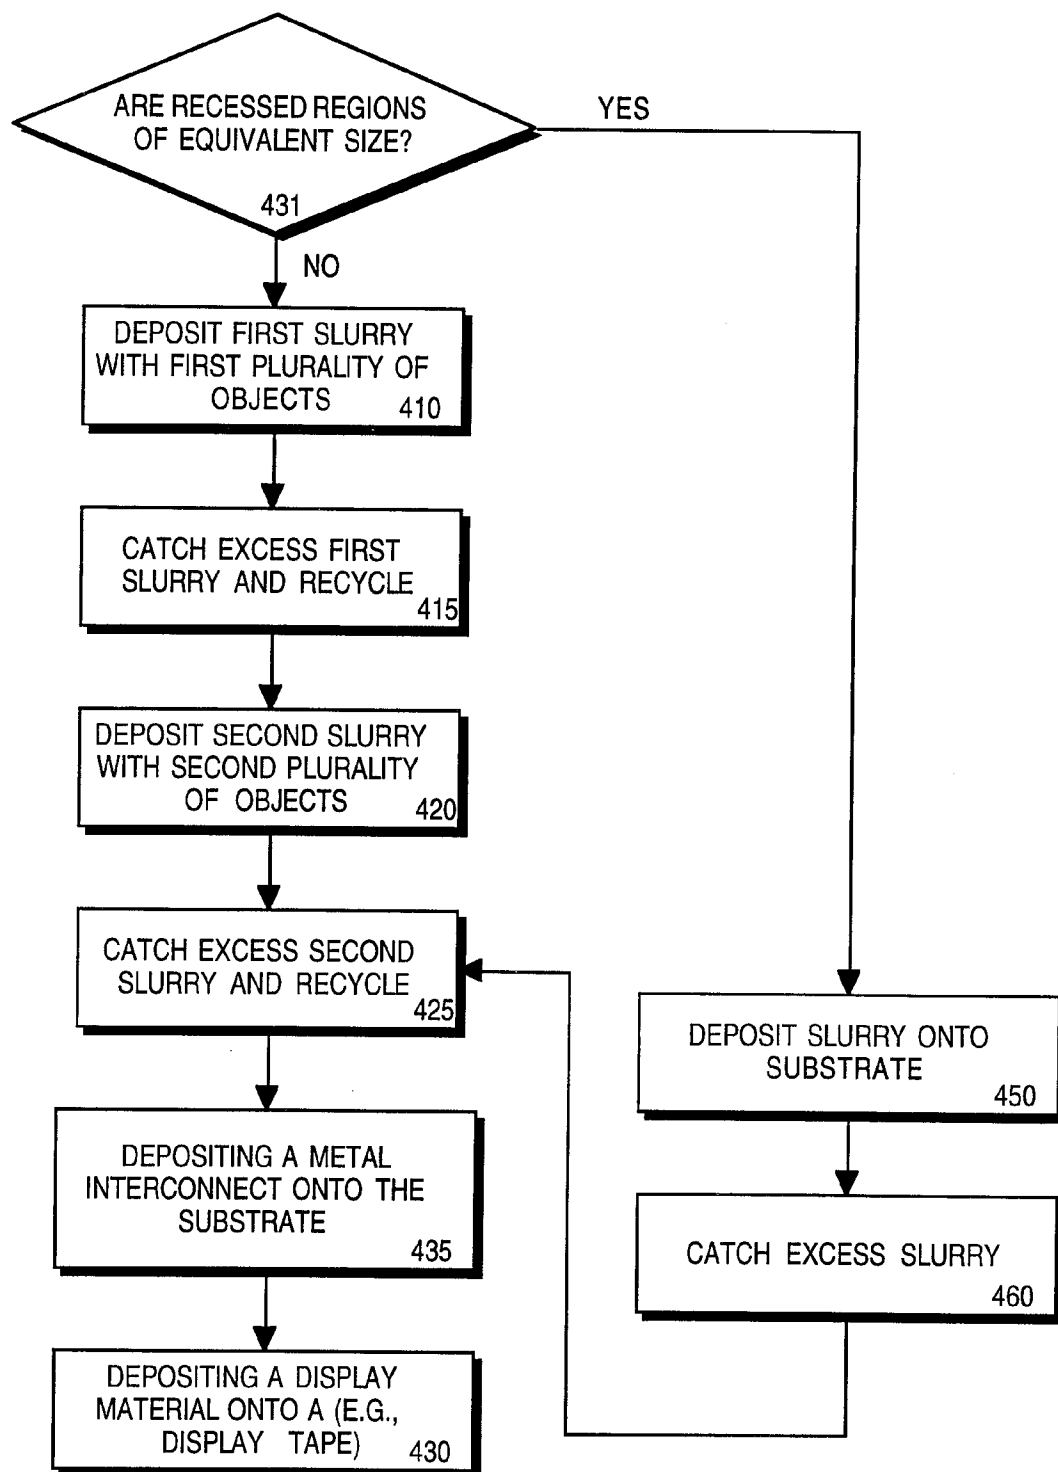 ARE RECESSED REGIONS
OF EQUIVALENT SIZE?
431
YES
NO
DEPOSIT FIRST SLURRY
WITH FIRST PLURALITY OF
OBJECTS 410
CATCH EXCESS FIRST
SLURRY AND RECYCLE
415
DEPOSIT SECOND SLURRY
WITH SECOND PLURALITY
OF OBJECTS 420
CATCH EXCESS SECOND
SLURRY AND RECYCLE
425
DEPOSITING A METAL
INTERCONNECT ONTO THE
SUBSTRATE
435
DEPOSITING A DISPLAY
MATERIAL ONTO A (E.G.,
DISPLAY TAPE) 430
DEPOSIT SLURRY ONTO
SUBSTRATE
450
CATCH EXCESS SLURRY
460